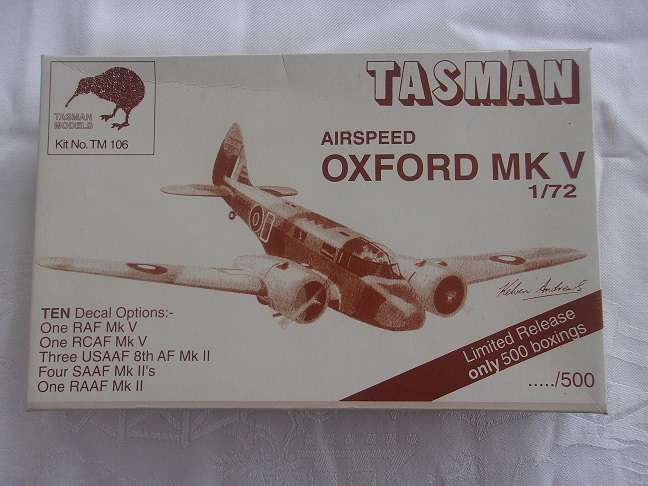 TASMAN
MODELS
Kit No. TM 106
TASMAN
AIRSPEED
OXFORD MK V
1/72
TEN Decal Options:-
One RAF Mk V
One RCAF Mk V
Three USAAF 8th AF Mk II
Four SAAF Mk II's
One RAAF Mk II
Limited Release
only 500 boxings
...../500